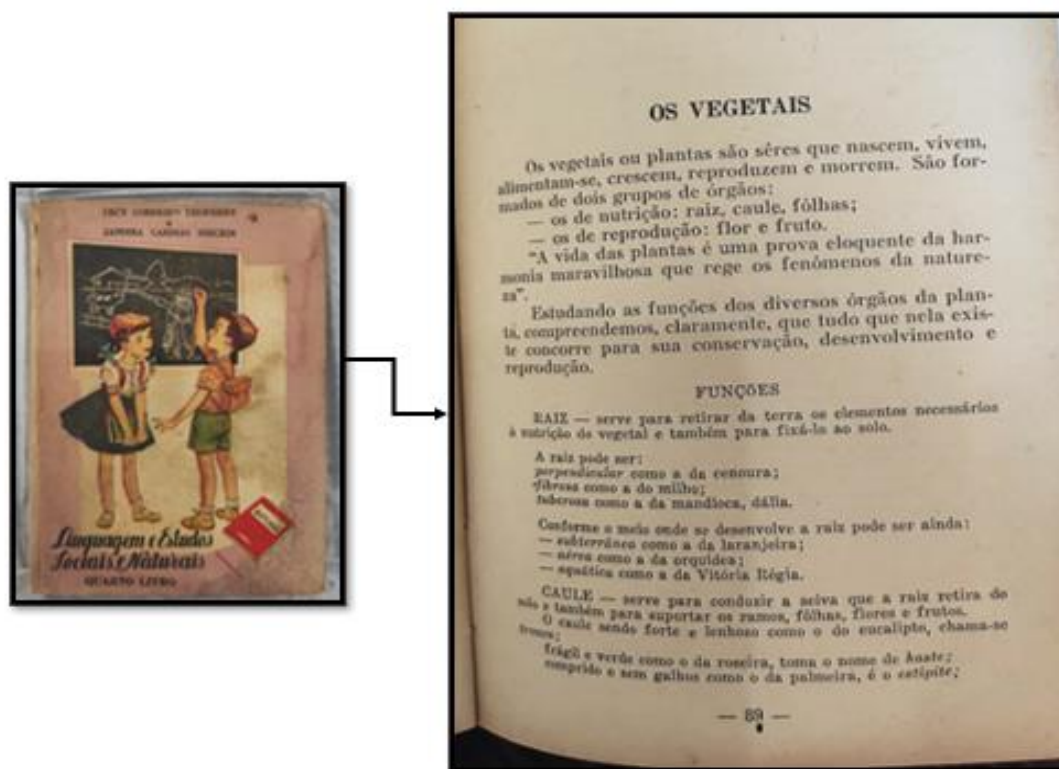 CECY CORDEIRO THOFEHRN
JANDIRA
Linguagem e Estudos
Sociais e Naturais
QUARTO LIVRO
OS VEGETAIS
Os vegetais ou plantas são sêres que nascem, vivem,
alimentam-se, crescem, reproduzem e morrem. São for-
mados de dois grupos de órgãos:
— os de nutrição: raiz, caule, fôlhas;
— os de reprodução: flor e fruto.
"A vida das plantas é uma prova eloquente da har-
monia maravilhosa que rege os fenômenos da nature-
za".
Estudando as funções dos diversos órgãos da plan-
ta, compreendemos, claramente, que tudo que nela exis-
te concorre para sua conservação, desenvolvimento e
reprodução.
FUNÇÕES
RAIZ — serve para retirar da terra os elementos necessários
à nutrição do vegetal e também para fixá-lo ao solo.
A raiz pode ser:
perpendicular como a da cenoura;
fibrosa como a do milho;
tuberosa como a da mandioca, dália.
Conforme o meio onde se desenvolve a raiz pode ser ainda:
— subterrânea como a da laranjeira;
— aérea como a da orquídea;
— aquática como a da Vitória Régia.
CAULE — serve para conduzir a seiva que a raiz retira do
solo e também para suportar os ramos, fôlhas, flores e frutos.
O caule sendo forte e lenhoso como o do eucalipto, chama-se
tronco;
frágil e verde como o da roseira, toma o nome de haste;
comprido e sem galhos como o da palmeira, é o estipite;
— 89 —